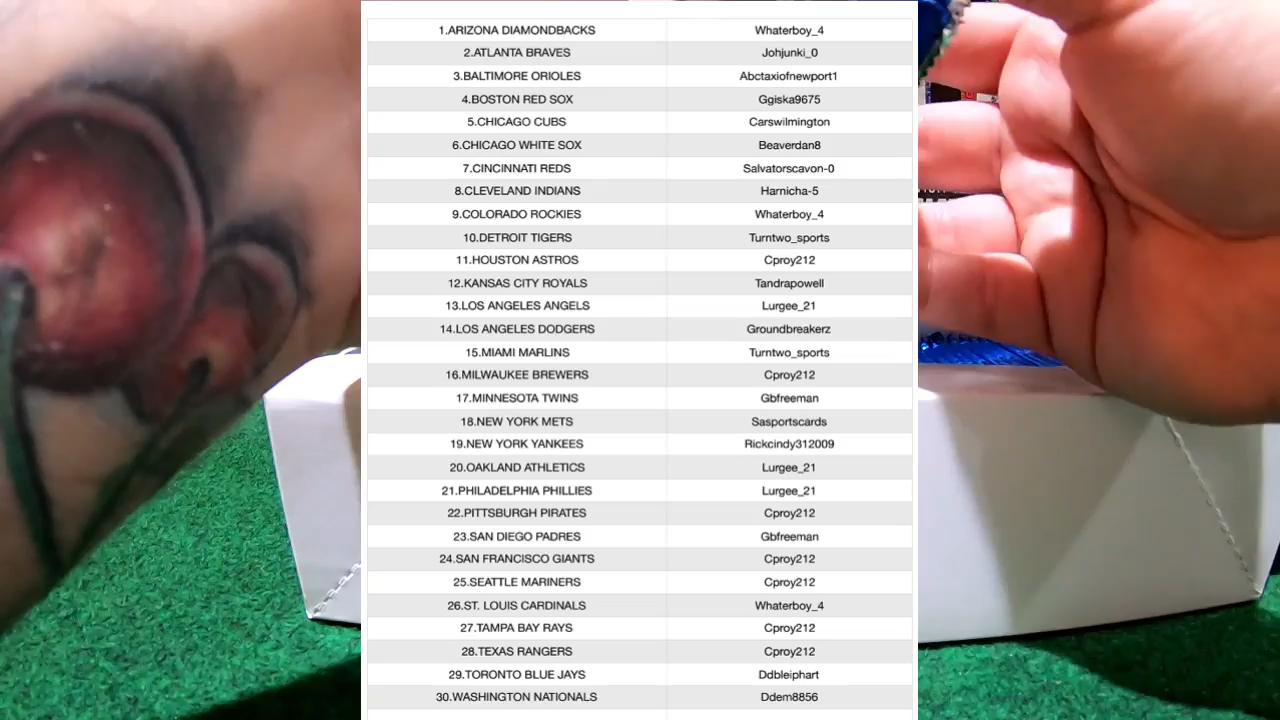 1.ARIZONA DIAMONDBACKS Whaterboy_4
2.ATLANTA BRAVES Johjunki_0
3.BALTIMORE ORIOLES Abctaxiofnewport1
4.BOSTON RED SOX Ggiska9675
5.CHICAGO CUBS Carswilmington
6.CHICAGO WHITE SOX Beaverdan8
7.CINCINNATI REDS Salvatorscavon-0
8.CLEVELAND INDIANS Harnicha-5
9.COLORADO ROCKIES Whaterboy_4
10.DETROIT TIGERS Turntwo_sports
11.HOUSTON ASTROS Cproy212
12.KANSAS CITY ROYALS Tandrapowell
13.LOS ANGELES ANGELS Lurgee_21
14.LOS ANGELES DODGERS Groundbreakerz
15.MIAMI MARLINS Turntwo_sports
16.MILWAUKEE BREWERS Cproy212
17.MINNESOTA TWINS Gbfreeman
18.NEW YORK METS Sasportscards
19.NEW YORK YANKEES Rickcindy312009
20.OAKLAND ATHLETICS Lurgee_21
21.PHILADELPHIA PHILLIES Lurgee_21
22.PITTSBURGH PIRATES Cproy212
23.SAN DIEGO PADRES Gbfreeman
24.SAN FRANCISCO GIANTS Cproy212
25.SEATTLE MARINERS Cproy212
26.ST. LOUIS CARDINALS Whaterboy_4
27.TAMPA BAY RAYS Cproy212
28.TEXAS RANGERS Cproy212
29.TORONTO BLUE JAYS Ddbleiphart
30.WASHINGTON NATIONALS Ddem8856